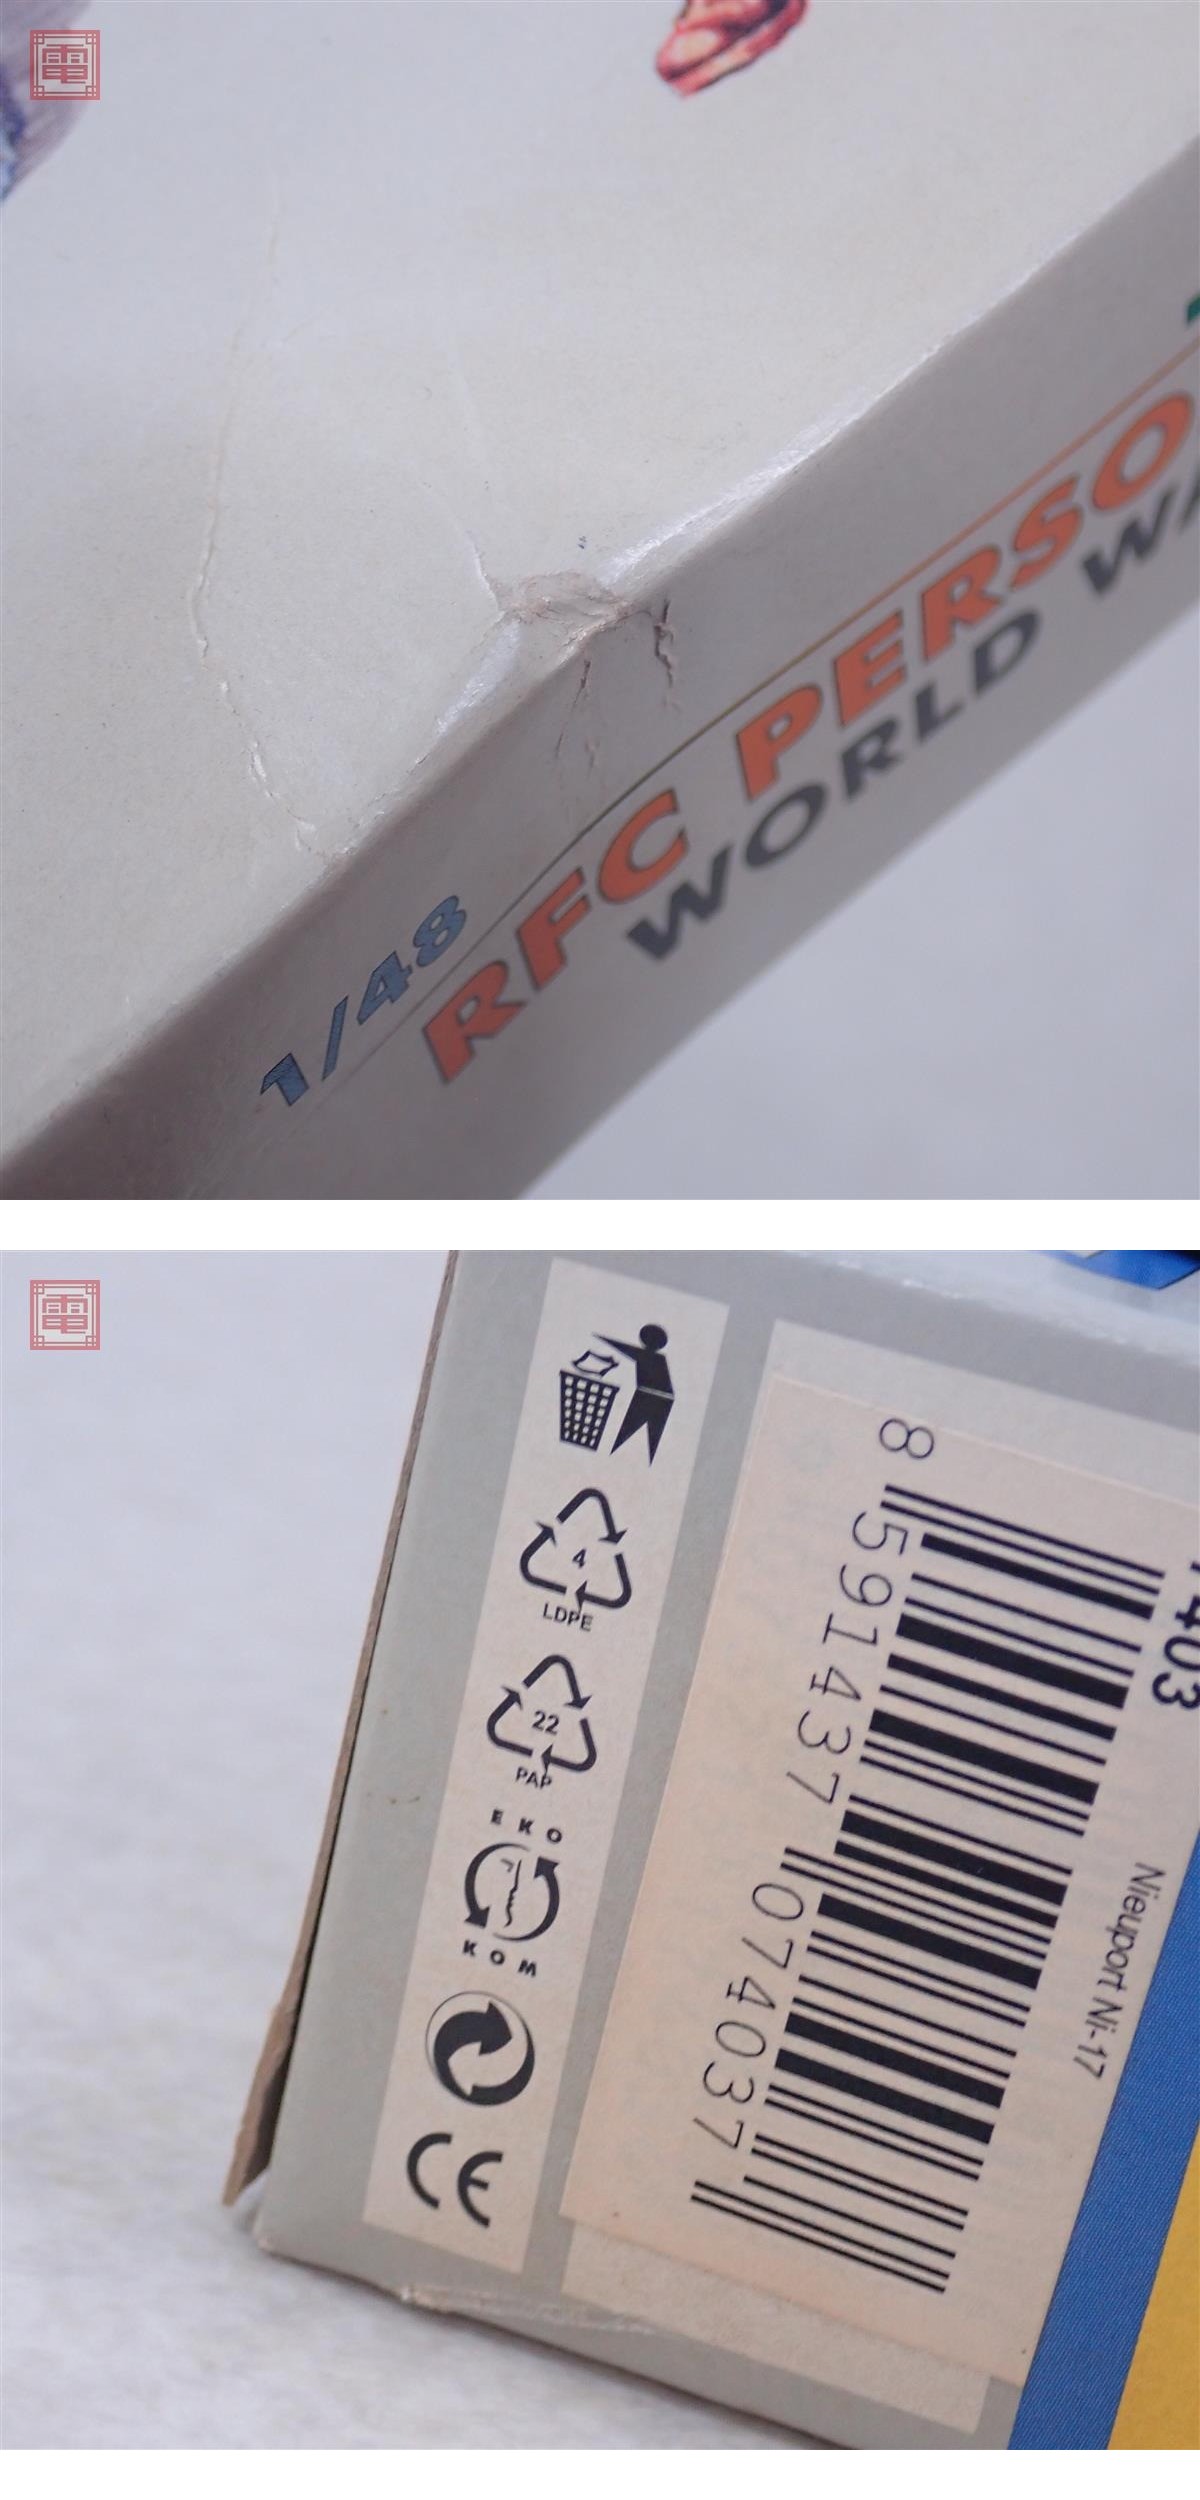 電
1/48
RFC PERSO
WORLD WA
電
4
LDPE
22
PAP
EKO
KOM
CE
403
8 591437 074037
Nieuport Ni-17